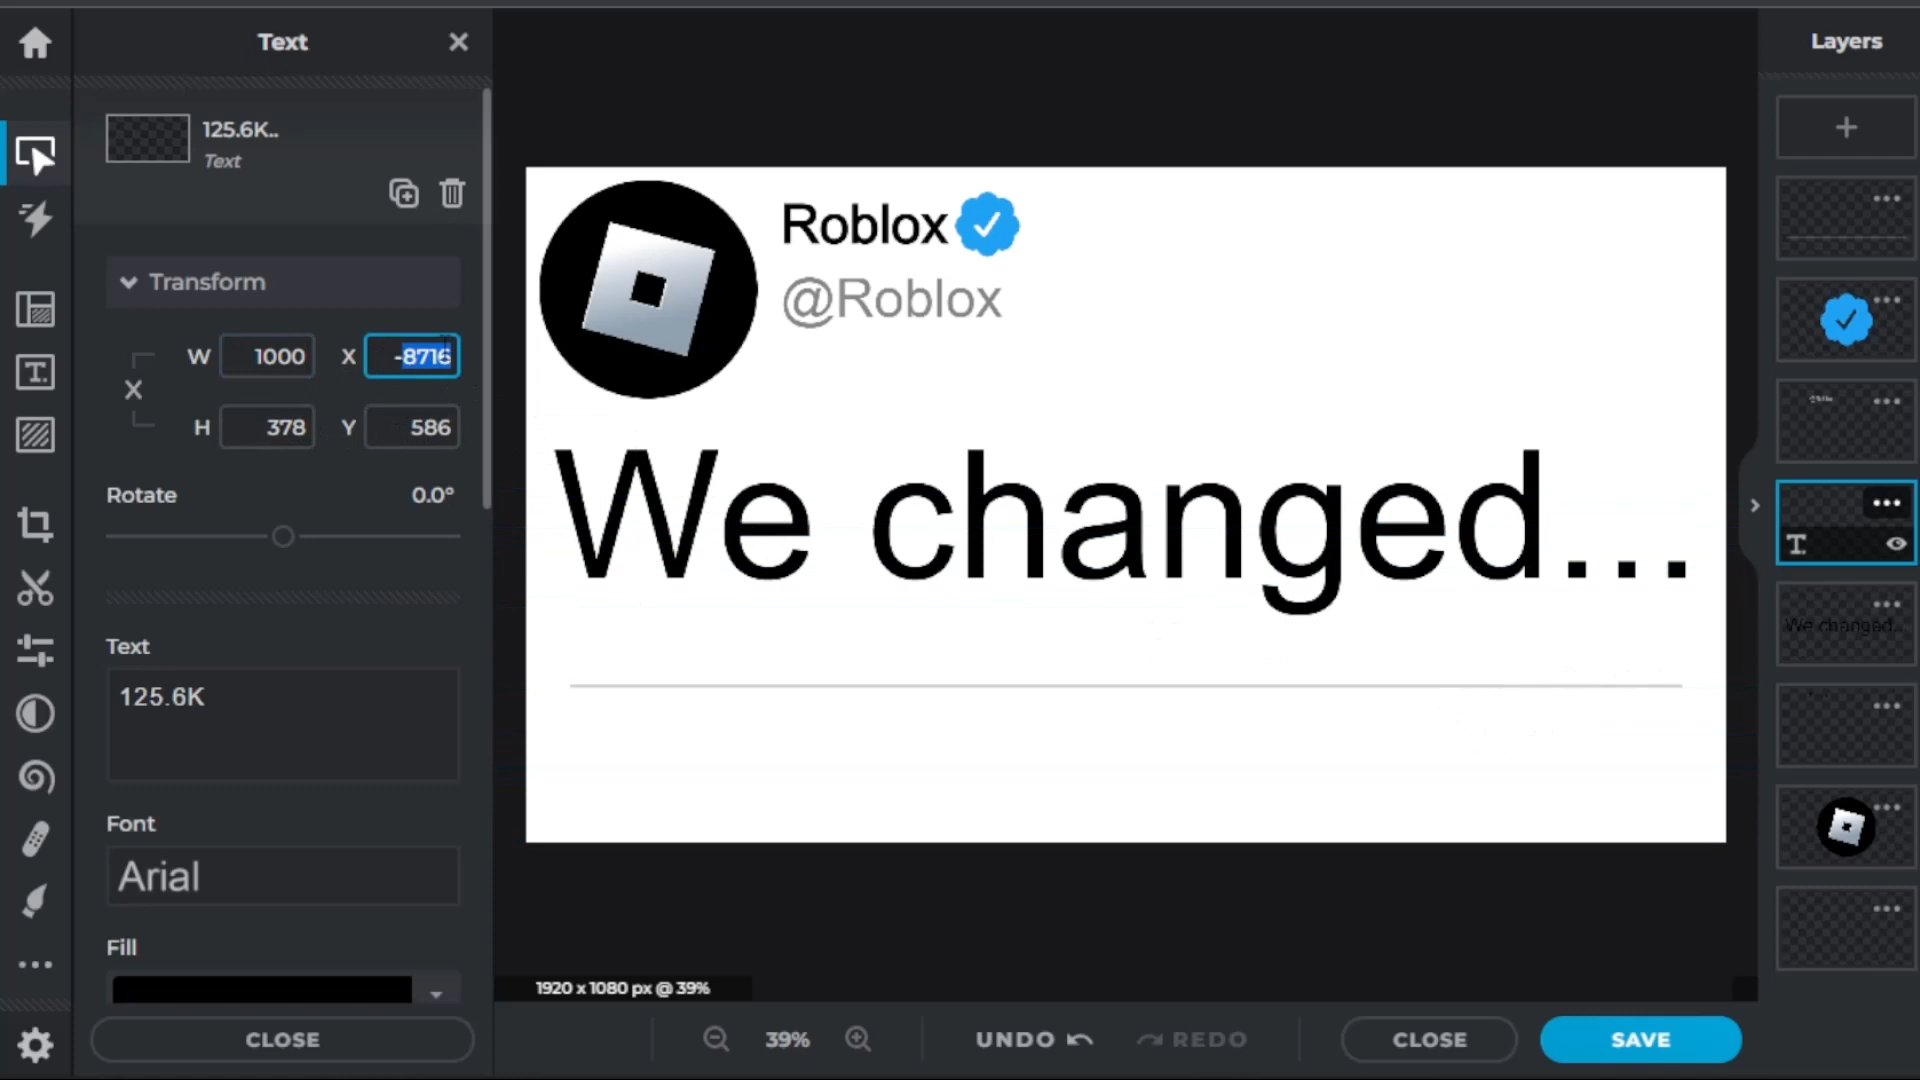 Text
Layers
125.6K..
Text
Transform
W 1000 X -8716
H 378 Y 586
Rotate 0.0°
Text
125.6K
Font
Arial
Fill
CLOSE
Roblox
@Roblox
We changed...
1920 x 1080 px @ 39%
39%
UNDO
REDO
CLOSE
SAVE
T.
We changed..